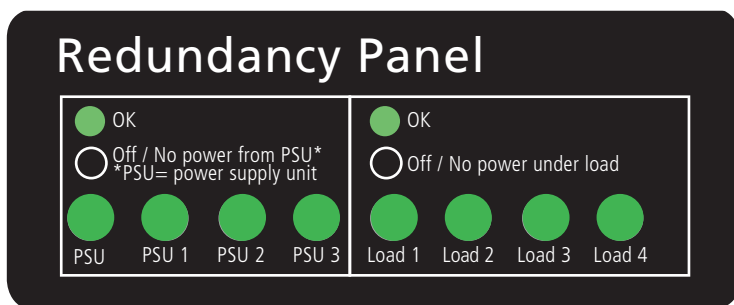 Redundancy Panel
OK
Off / No power from PSU*
*PSU= power supply unit
PSU PSU 1 PSU 2 PSU 3
OK
Off / No power under load
Load 1 Load 2 Load 3 Load 4